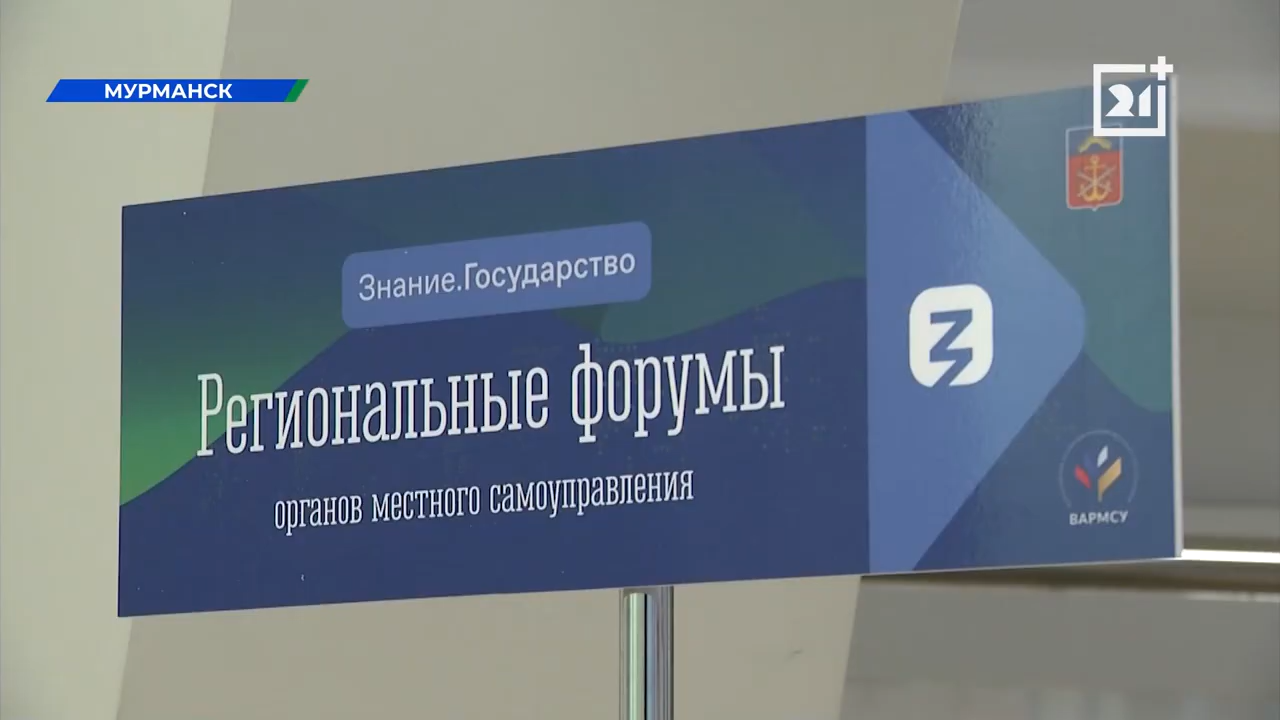 МУРМАНСК
21+
Знание.Государство
Региональные форумы
органов местного самоуправления
ВАРМСУ